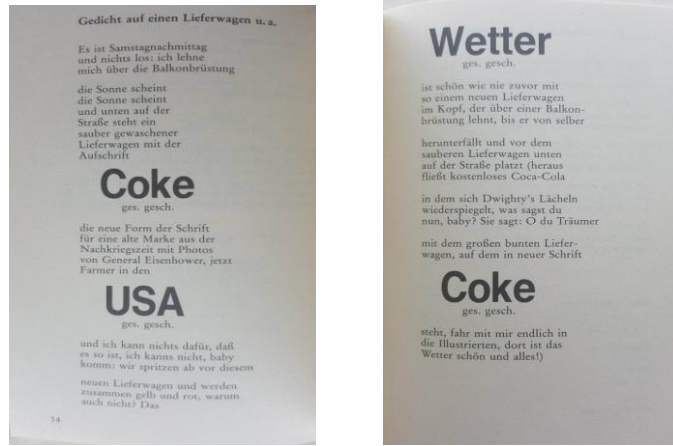 Gedicht auf einen Lieferwagen u. a.
Es ist Samstagnachmittag
und nichts los: ich lehne
mich über die Balkonbrüstung
die Sonne scheint
die Sonne scheint
und unten auf der
Straße steht ein
sauber gewaschener
Lieferwagen mit der
Aufschrift
Coke
ges. gesch.
die neue Form der Schrift
für eine alte Marke aus der
Nachkriegszeit mit Photos
von General Eisenhower, jetzt
Farmer in den
USA
ges. gesch.
und ich kann nichts dafür, daß
es so ist, ich kanns nicht, baby
komm: wir spritzen ab vor diesem
neuen Lieferwagen und werden
zusammen gelb und rot, warum
auch nicht? Das
54
Wetter
ges. gesch.
ist schön wie nie zuvor mit
so einem neuen Lieferwagen
im Kopf, der über einer Balkon-
brüstung lehnt, bis er von selber
herunterfällt und vor dem
sauberen Lieferwagen unten
auf der Straße platzt (heraus
fließt kostenloses Coca-Cola
in dem sich Dwighty's Lächeln
wiederspiegelt, was sagst du
nun, baby? Sie sagt: O du Träumer
mit dem großen bunten Liefer-
wagen, auf dem in neuer Schrift
Coke
ges. gesch.
steht, fahr mit mir endlich in
die Illustrierten, dort ist das
Wetter schön und alles!)